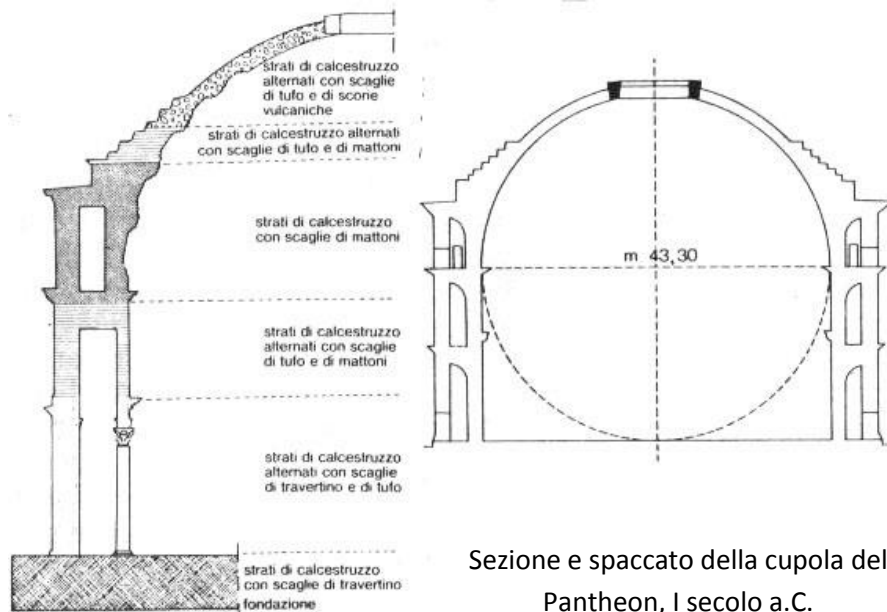 strati di calcestruzzo
alternati con scaglie
di tufo e di scorie
vulcaniche
strati di calcestruzzo alternati
con scaglie di tufo e di mattoni
strati di calcestruzzo
con scaglie di mattoni
strati di calcestruzzo
alternati con scaglie
di tufo e di mattoni
strati di calcestruzzo
alternati con scaglie
di travertino e di tufo
strati di calcestruzzo
con scaglie di travertino
fondazione
m 43,30
Sezione e spaccato della cupola del
Pantheon, I secolo a.C.